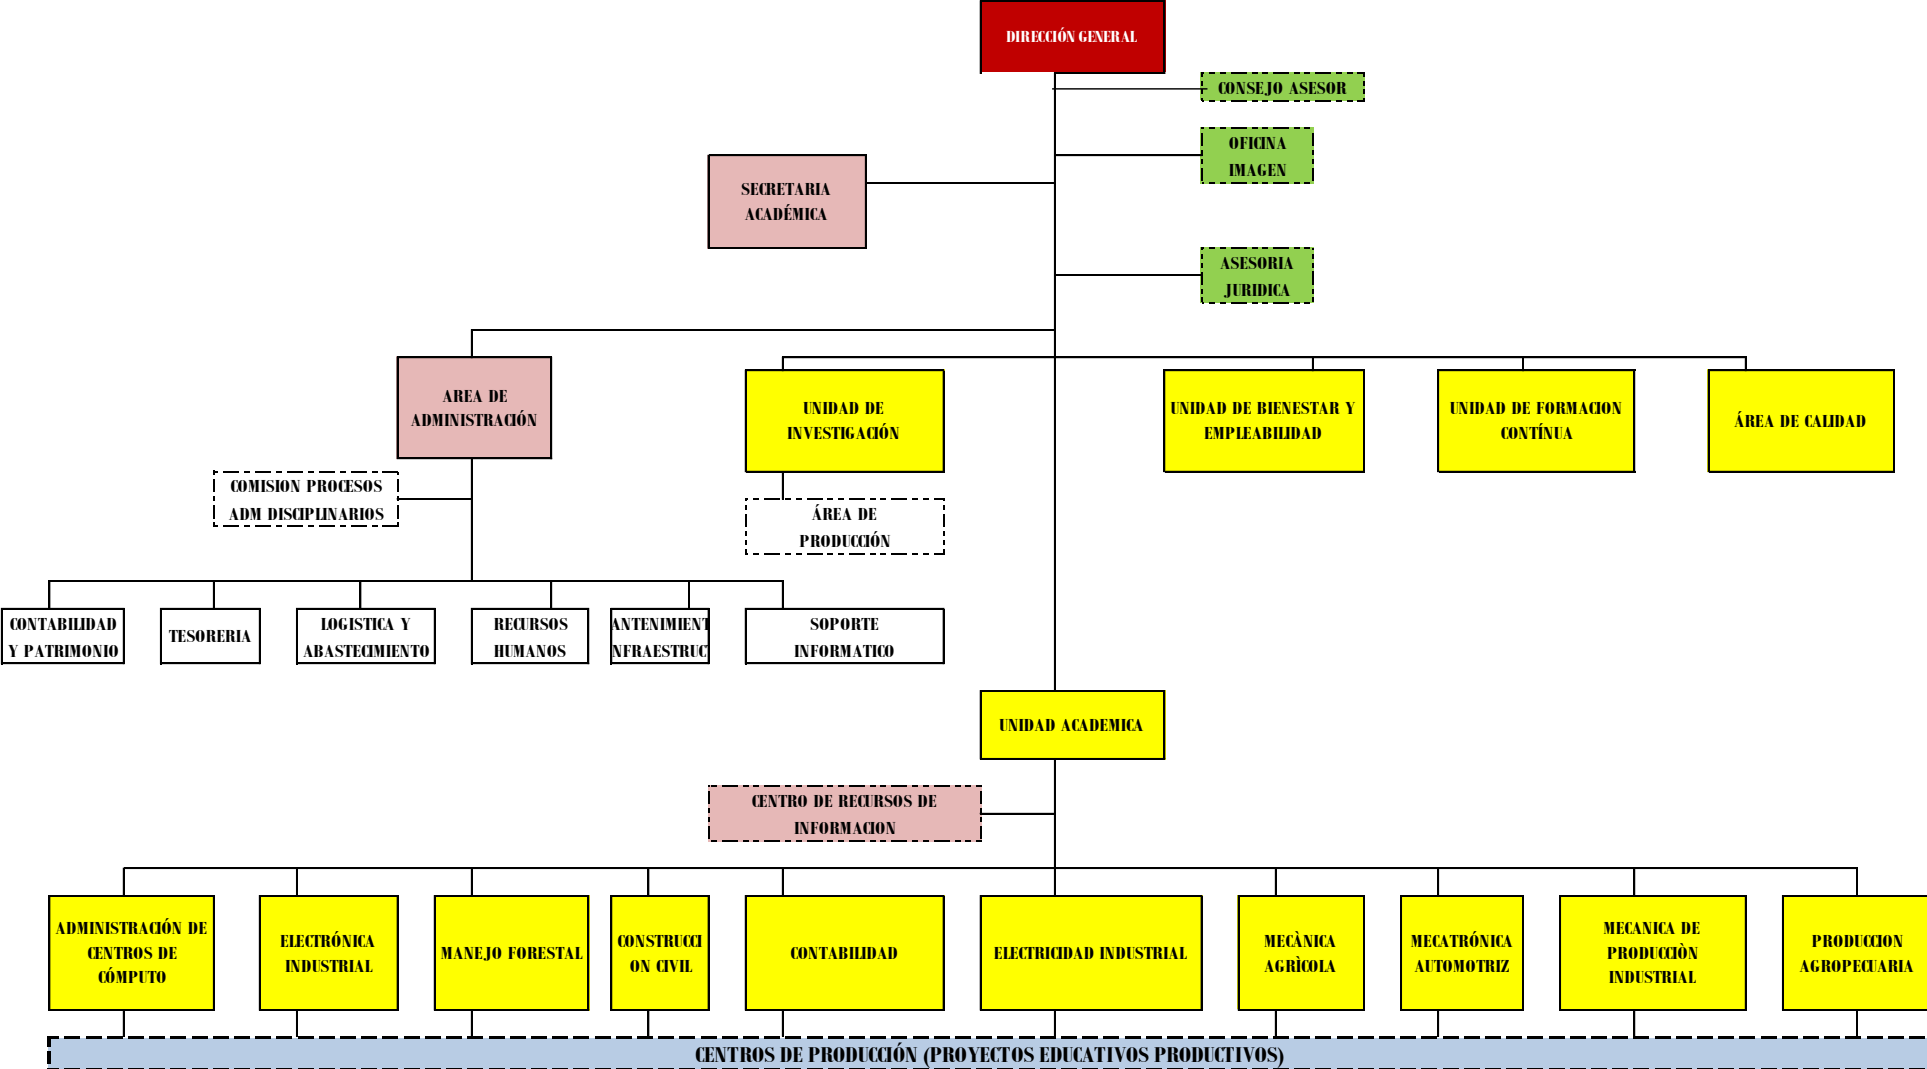 DIRECCIÓN GENERAL
CONSEJO ASESOR
OFICINA
IMAGEN
SECRETARIA
ACADÉMICA
ASESORIA
JURIDICA
AREA DE
ADMINISTRACIÓN
UNIDAD DE
INVESTIGACIÓN
UNIDAD DE BIENESTAR Y
EMPLEABILIDAD
UNIDAD DE FORMACION
CONTÍNUA
ÁREA DE CALIDAD
COMISION PROCESOS
ADM DISCIPLINARIOS
ÁREA DE
PRODUCCIÓN
CONTABILIDAD
Y PATRIMONIO
TESORERIA
LOGISTICA Y
ABASTECIMIENTO
RECURSOS
HUMANOS
ANTENIMIENT
NFRAESTRUC
SOPORTE
INFORMATICO
UNIDAD ACADEMICA
CENTRO DE RECURSOS DE
INFORMACION
ADMINISTRACIÓN DE
CENTROS DE
CÓMPUTO
ELECTRÓNICA
INDUSTRIAL
MANEJO FORESTAL
CONSTRUCCI
ON CIVIL
CONTABILIDAD
ELECTRICIDAD INDUSTRIAL
MECÀNICA
AGRÌCOLA
MECATRÓNICA
AUTOMOTRIZ
MECANICA DE
PRODUCCIÒN
INDUSTRIAL
PRODUCCION
AGROPECUARIA
CENTROS DE PRODUCCIÓN (PROYECTOS EDUCATIVOS PRODUCTIVOS)